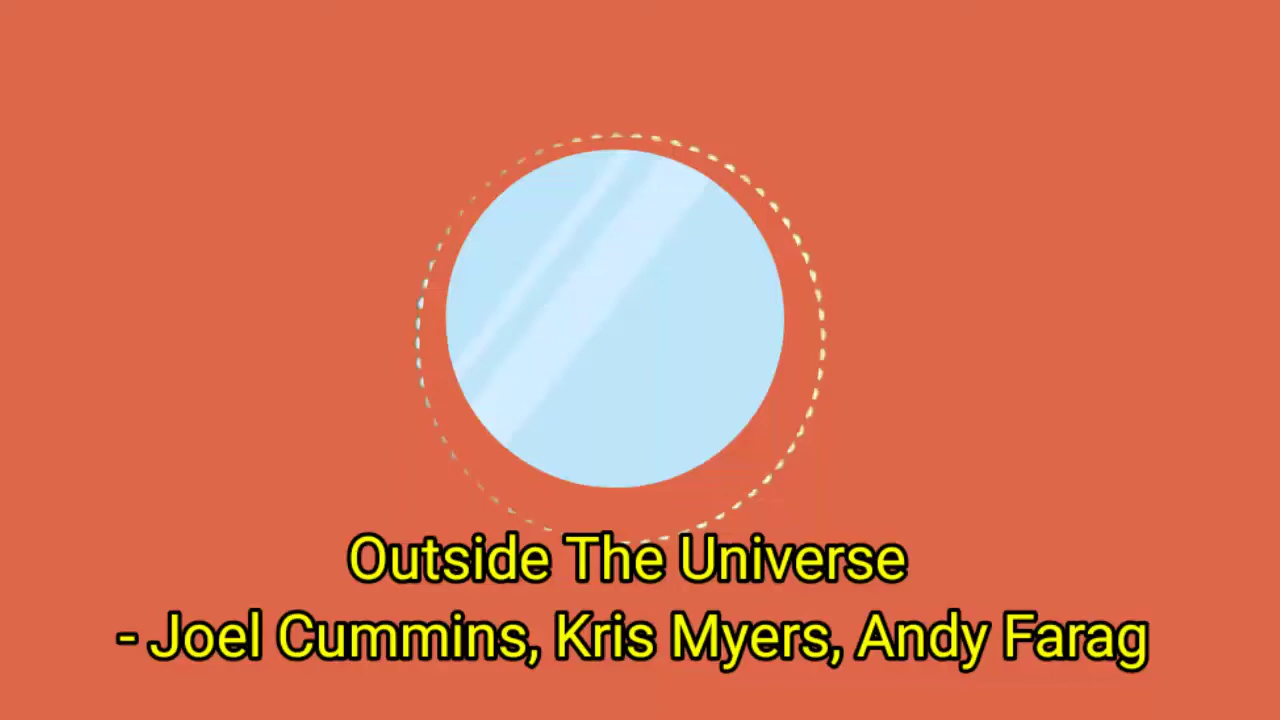 Outside The Universe
- Joel Cummins, Kris Myers, Andy Farag